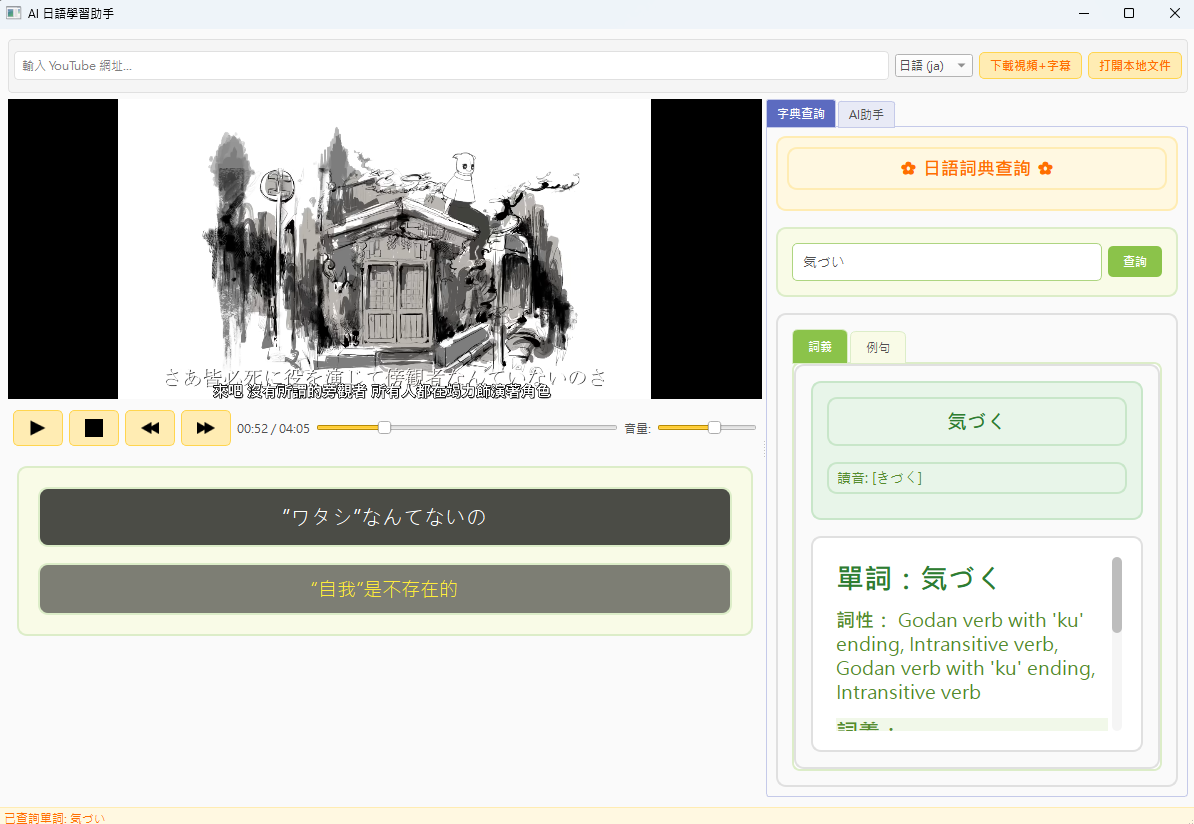 AI 日語學習助手
輸入 YouTube 網址...
日語 (ja)
下載視頻+字幕
打開本地文件
さあ皆必死に役を演じて傍観者なんていないのさ
來吧 沒有所謂的旁觀者 所有人都在竭力飾演著角色
00:52 / 04:05
音量:
"ワタシ"なんてないの
"自我"是不存在的
字典查詢
AI助手
✿ 日語詞典查詢 ✿
気づい
查詢
詞義
例句
気づく
讀音: [きづく]
單詞：気づく
詞性： Godan verb with 'ku'
ending, Intransitive verb,
Godan verb with 'ku' ending,
Intransitive verb
詞義：
已查詢單詞: 気づい